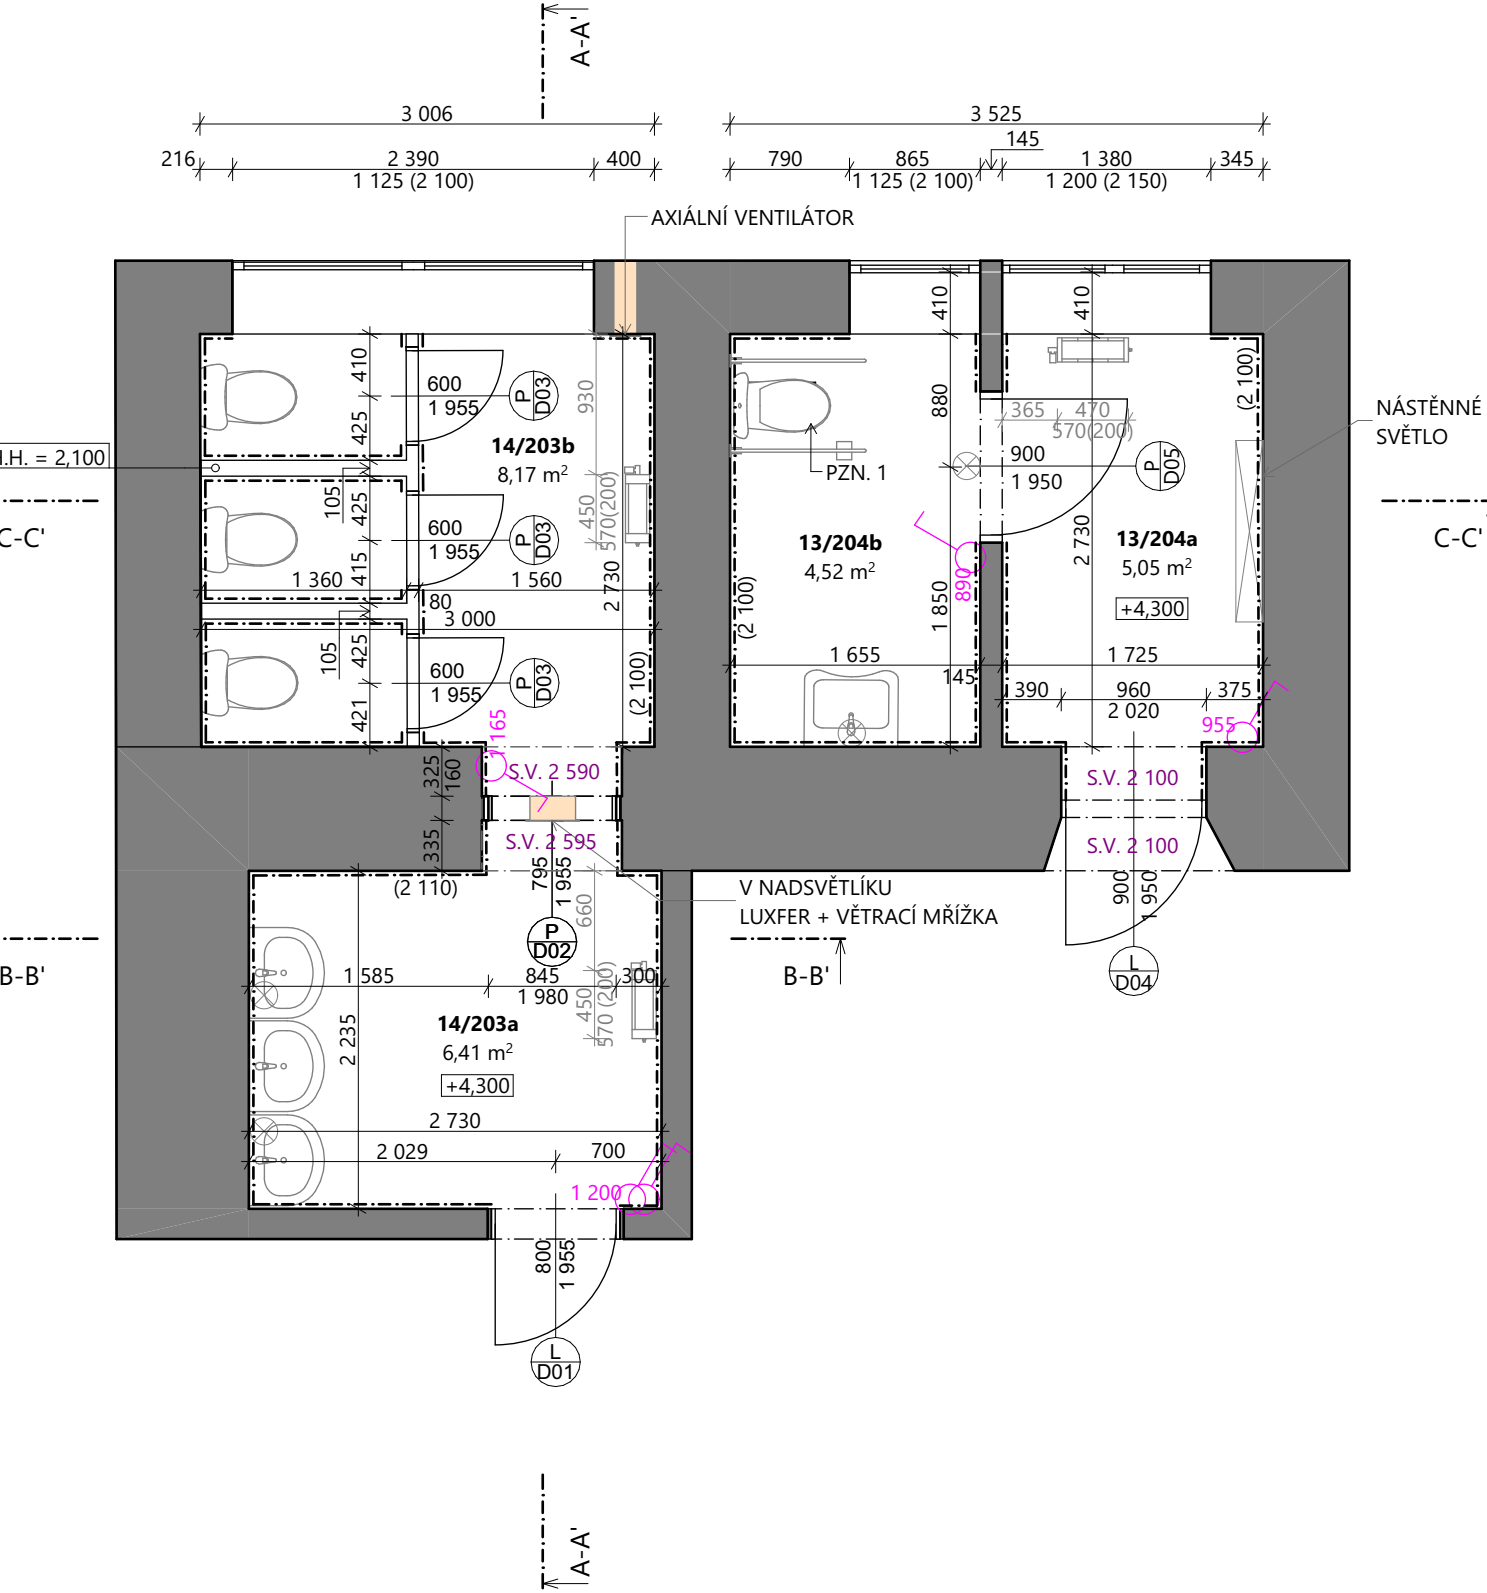 A-A'
3 006
3 525
145
216
2 390
400
790
865
1 380
345
1 125 (2 100)
1 125 (2 100)
1 200 (2 150)
AXIÁLNÍ VENTILÁTOR
410
410
410
600
1 955
P
D03
930
880
365
470
570(200)
(2 100)
NÁSTĚNNÉ
SVĚTLO
425
14/203b
8,17 m²
.H. = 2,100
PZN. 1
900
1 950
P
D05
105
425
450
570(200)
600
1 955
P
D03
C-C'
13/204b
4,52 m²
2 730
13/204a
5,05 m²
C-C'
415
1 360
1 560
2 730
890
80
3 000
(2 100)
1 850
+4,300
105
425
600
1 955
P
D03
(2 100)
1 655
145
1 725
421
390
960
375
2 020
955
1 165
325
160
S.V. 2 590
S.V. 2 100
335
S.V. 2 595
S.V. 2 100
(2 110)
795
1 955
V NADSVĚTLÍKU
LUXFER + VĚTRACÍ MŘÍŽKA
900
1 950
660
P
D02
B-B'
B-B'
L
D04
1 585
845
300
1 980
450
570 (200)
14/203a
6,41 m²
+4,300
2 235
2 730
2 029
700
1 200
800
1 955
L
D01
A-A'